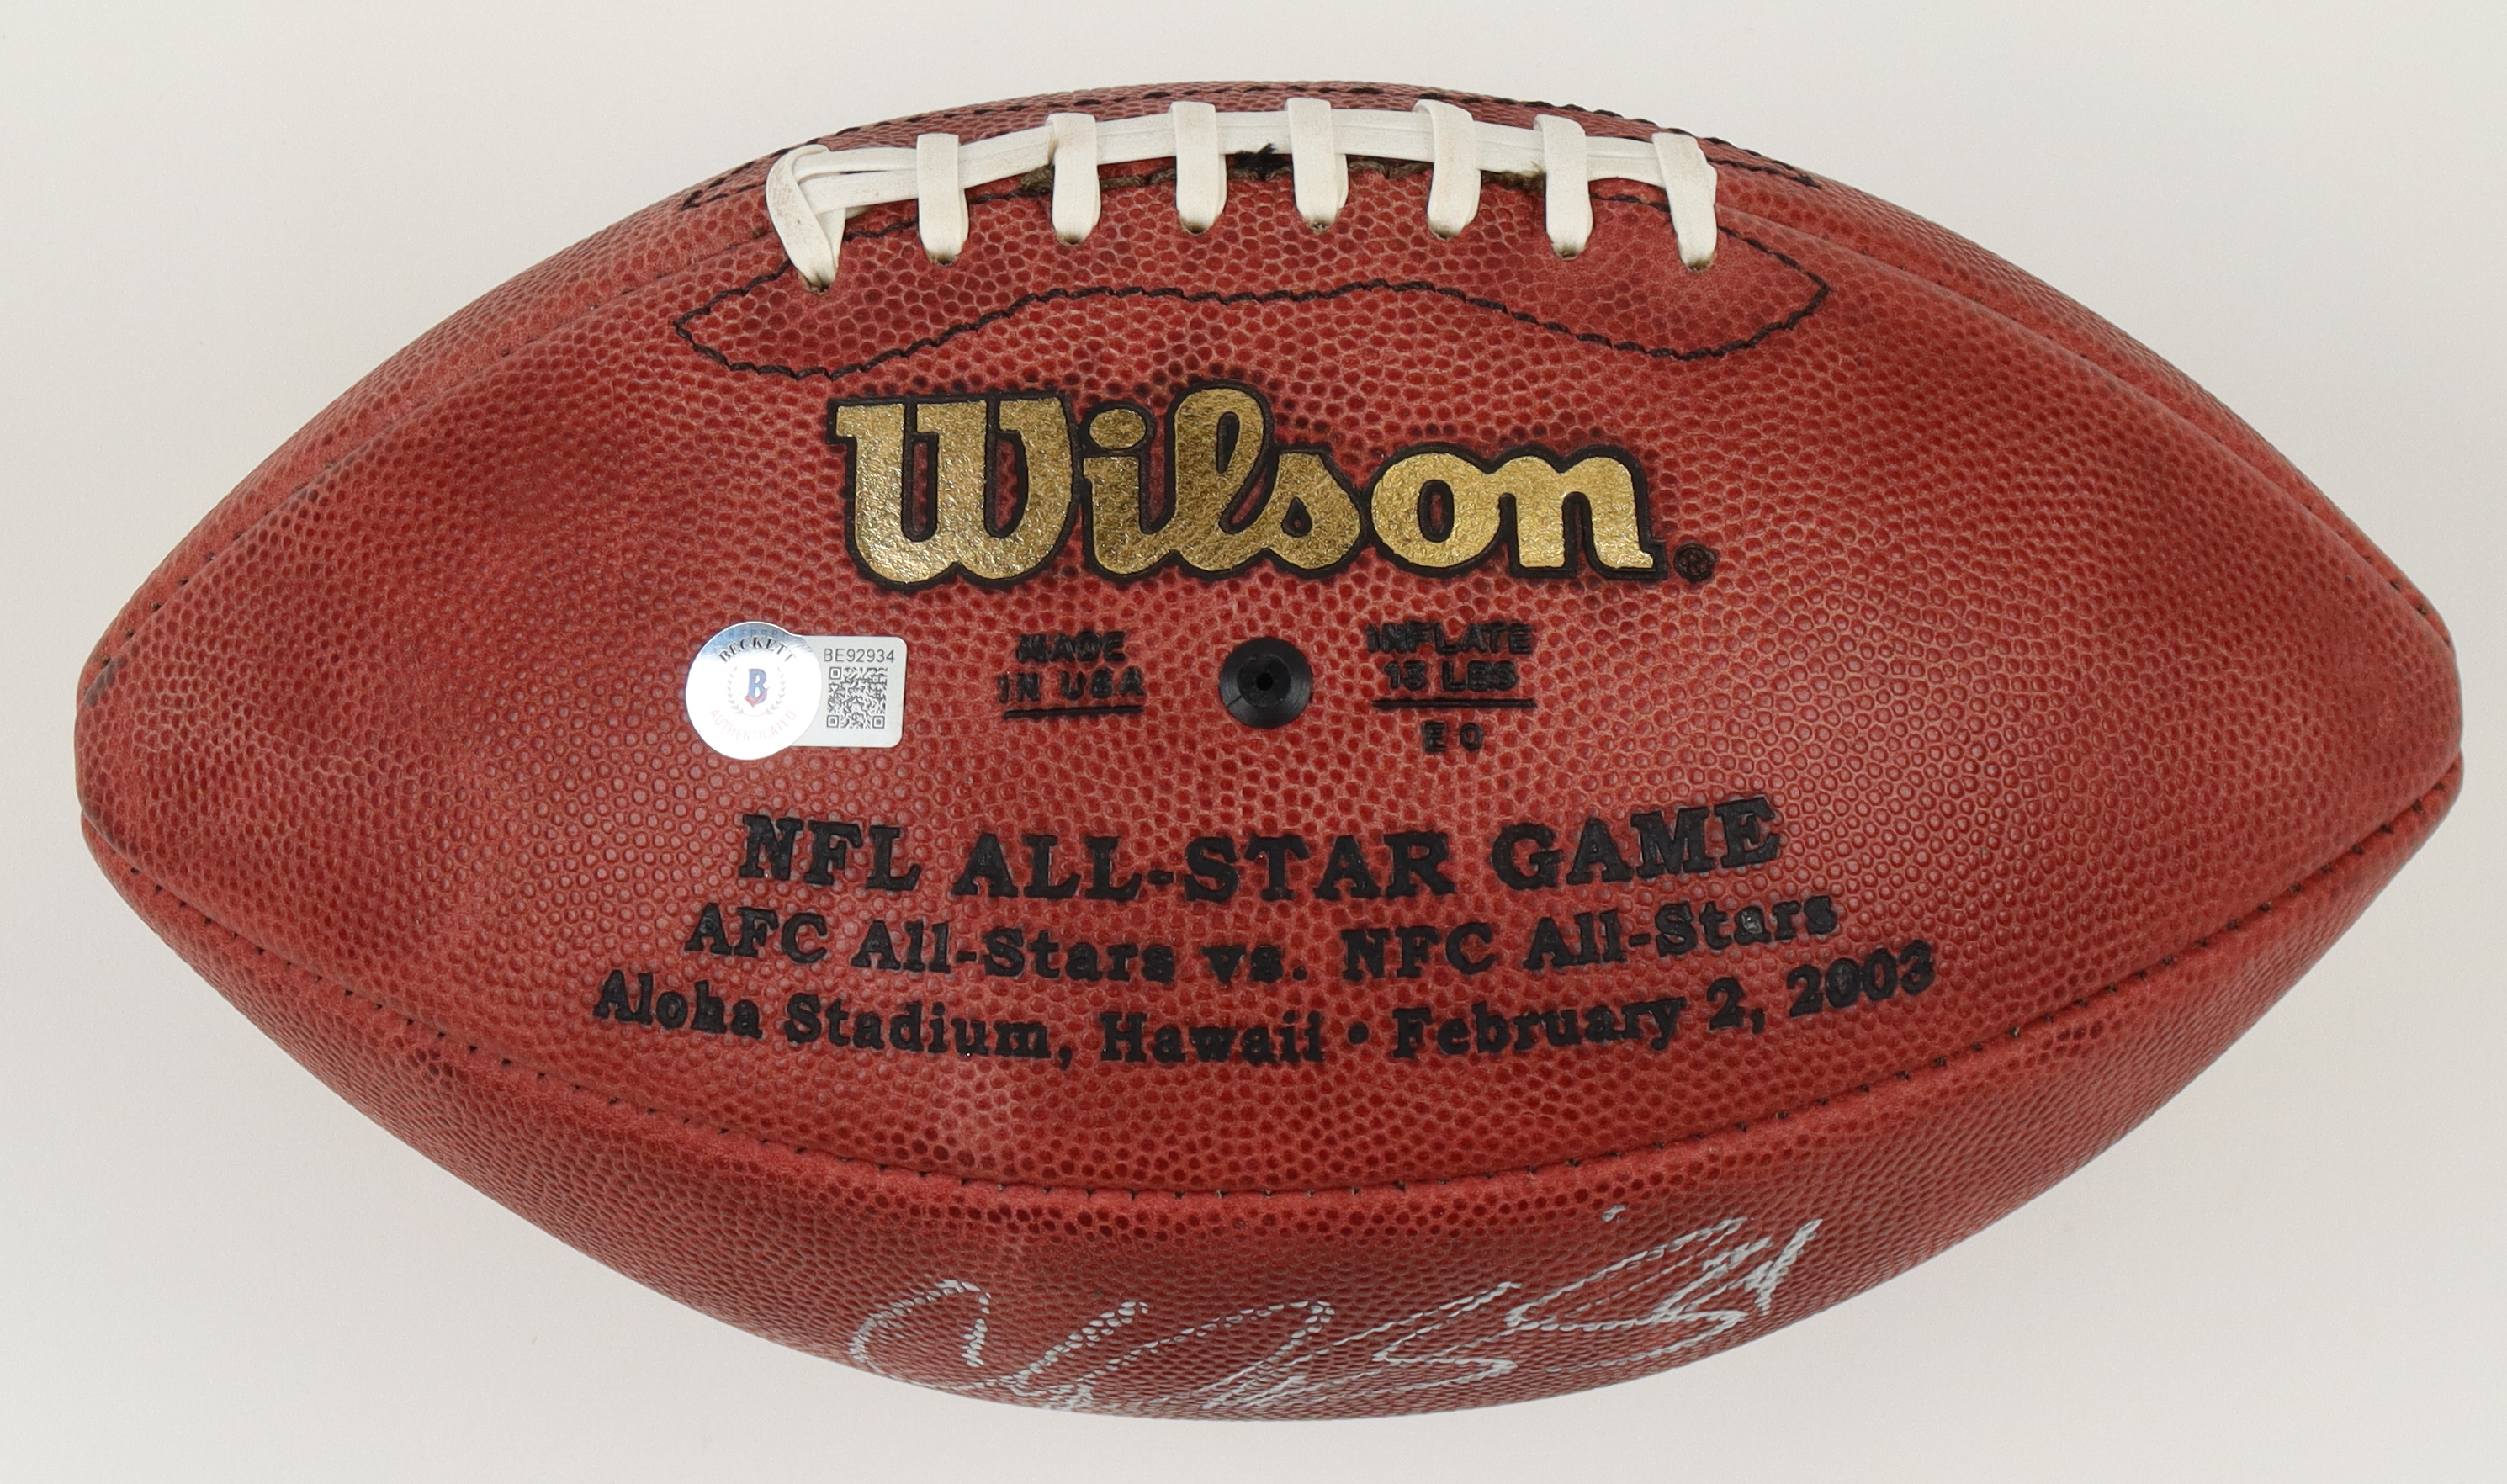 Wilson®
BECKETT
B
AUTHENTICATED
BE92934
MADE
IN USA
INFLATE
13 LBS
E O
NFL ALL-STAR GAME
AFC All-Stars vs. NFC All-Stars
Aloha Stadium, Hawaii • February 2, 2003